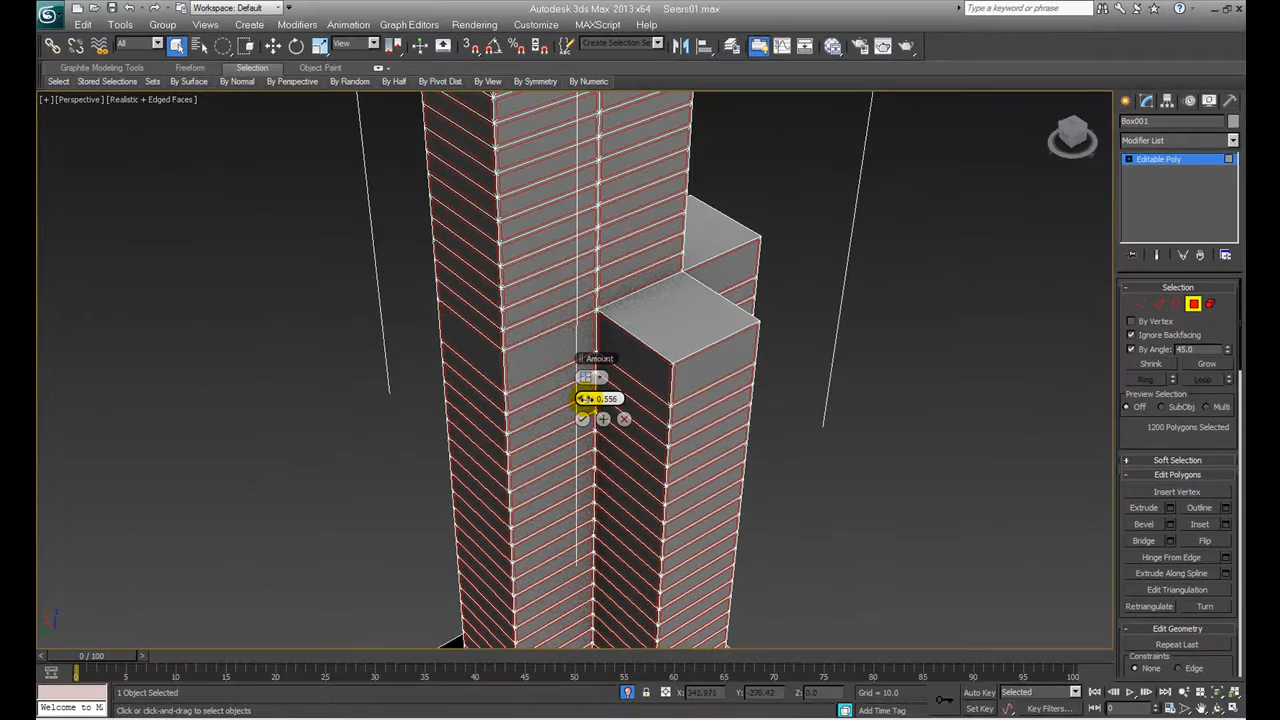 Workspace: Default
Autodesk 3ds Max 2013 x64
Sears01.max
Type a keyword or phrase
Edit Tools Group Views Create Modifiers Animation Graph Editors Rendering Customize MAXScript Help
All View Create Selection Se
Graphite Modeling Tools Freeform Selection Object Paint
Select Stored Selections Sets By Surface By Normal By Perspective By Random By Half By Pivot Dist By View By Symmetry By Numeric
[+] [Perspective] [Realistic + Edged Faces]
Box001
Modifier List
Editable Poly
Selection
By Vertex
Ignore Backfacing
By Angle: 45.0
Shrink Grow
Ring Loop
Preview Selection
Off SubObj Multi
1200 Polygons Selected
Soft Selection
Edit Polygons
Insert Vertex
Extrude Outline
Bevel Inset
Bridge Flip
Hinge From Edge
Extrude Along Spline
Edit Triangulation
Retriangulate Turn
Edit Geometry
Repeat Last
Constraints
None Edge
Amount
0.556
0 / 100
0 5 10 15 20 25 30 35 40 45 50 55 60 65 70 75 80 85 90 95 100
1 Object Selected
X: 341.971 Y: -270.42 Z: 0.0 Grid = 10.0
Auto Key Selected
Welcome to M
Click or click-and-drag to select objects
Add Time Tag
Set Key Key Filters... 0